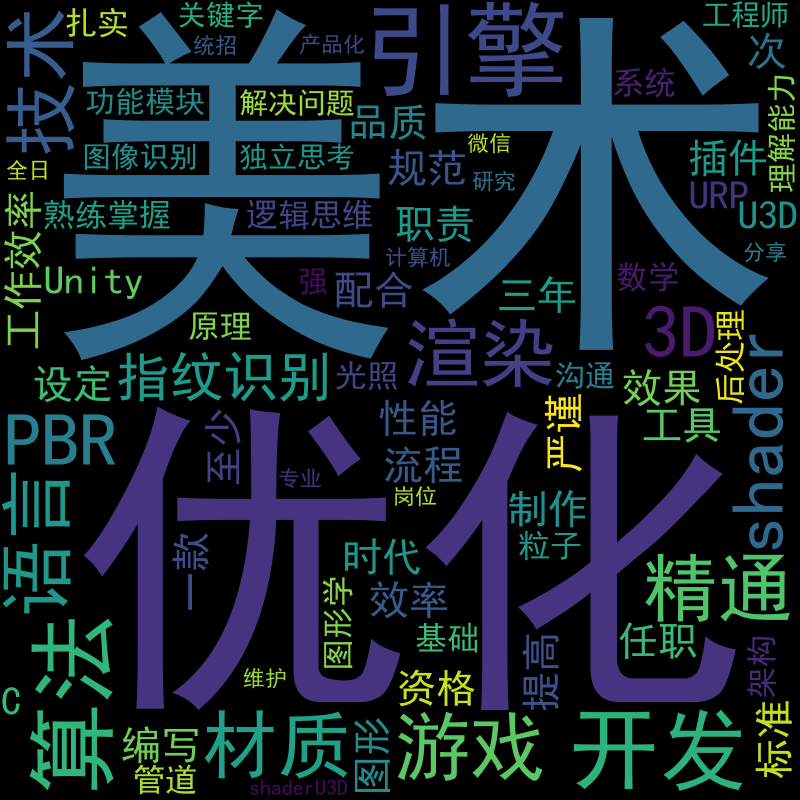 扎实
关键字
统招
产品化
引擎
工程师
次
技术
美术
功能模块
解决问题
品质
系统
理解能力
图像识别
独立思考
微信
规范
研究
插件
URP
U3D
全日
熟练掌握
逻辑思维
职责
分享
工作效率
Unity
计算机
强
配合
三年
数学
原理
渲染
3D
后处理
设定
指纹识别
光照
沟通
效果
shader
PBR
至少
性能
严谨
工具
语言
优化
流程
专业
岗位
制作
粒子
精通
一款
时代
效率
图形学
基础
提高
任职
架构
算法
维护
资格
C
编写
材质
图形
游戏
开发
标准
管道
shaderU3D